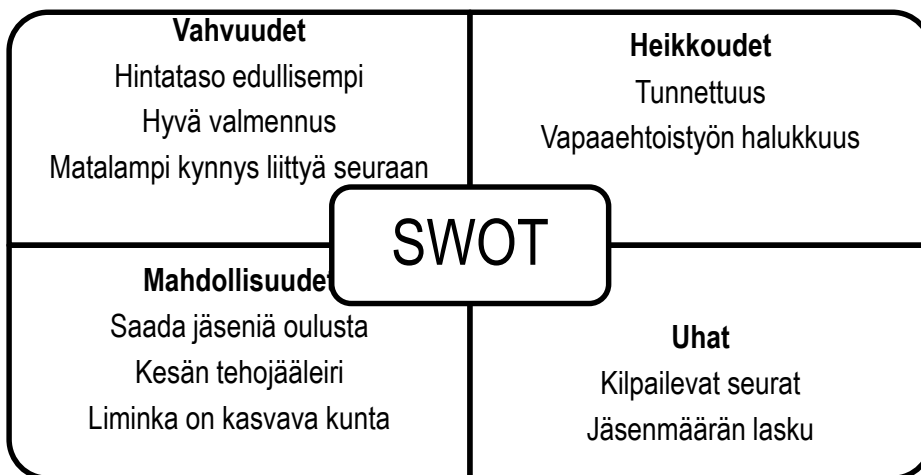 Vahvuudet
Hintataso edullisempi
Hyvä valmennus
Matalampi kynnys liittyä seuraan
Heikkoudet
Tunnettuus
Vapaaehtoistyön halukkuus
SWOT
Mahdollisuudet
Saada jäseniä oulusta
Kesän tehojääleiri
Liminka on kasvava kunta
Uhat
Kilpailevat seurat
Jäsenmäärän lasku